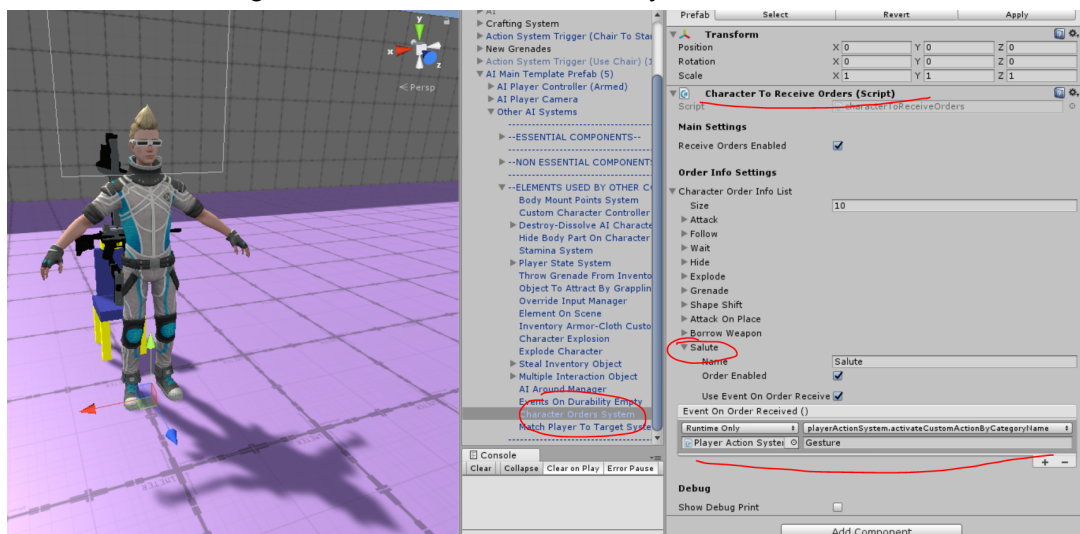 y
x
z
Persp
AI
Crafting System
Action System Trigger (Chair To Sta
New Grenades
Action System Trigger (Use Chair) (1
AI Main Template Prefab (5)
AI Player Controller (Armed)
AI Player Camera
Other AI Systems
--ESSENTIAL COMPONENTS--
--NON ESSENTIAL COMPONENT
--ELEMENTS USED BY OTHER C
Body Mount Points System
Custom Character Controller
Destroy-Dissolve AI Characte
Hide Body Part On Character
Stamina System
Player State System
Throw Grenade From Invento
Object To Attract By Grapplin
Override Input Manager
Element On Scene
Inventory Armor-Cloth Custo
Character Explosion
Explode Character
Steal Inventory Object
Multiple Interaction Object
AI Around Manager
Events On Durability Empty
Character Orders System
Match Player To Target Syste
Console
Clear Collapse Clear on Play Error Pause
Prefab Select Revert Apply
Transform
Position X 0 Y 0 Z 0
Rotation X 0 Y 0 Z 0
Scale X 1 Y 1 Z 1
Character To Receive Orders (Script)
Script characterToReceiveOrders
Main Settings
Receive Orders Enabled
Order Info Settings
Character Order Info List
Size 10
Attack
Follow
Wait
Hide
Explode
Grenade
Shape Shift
Attack On Place
Borrow Weapon
Salute
Name Salute
Order Enabled
Use Event On Order Receive
Event On Order Received ()
Runtime Only playerActionSystem.activateCustomActionByCategoryName
Player Action Syster Gesture
+ -
Debug
Show Debug Print
Add Component